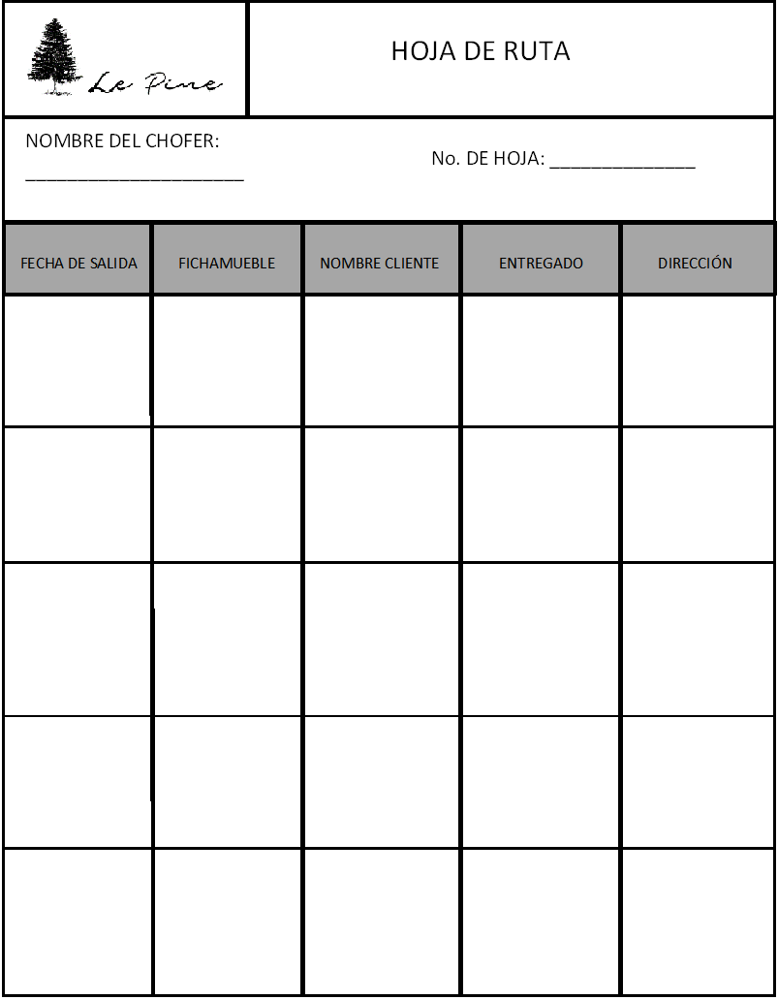 Le Pine
HOJA DE RUTA
NOMBRE DEL CHOFER:
_____________________
No. DE HOJA: ______________
FECHA DE SALIDA
FICHAMUEBLE
NOMBRE CLIENTE
ENTREGADO
DIRECCIÓN